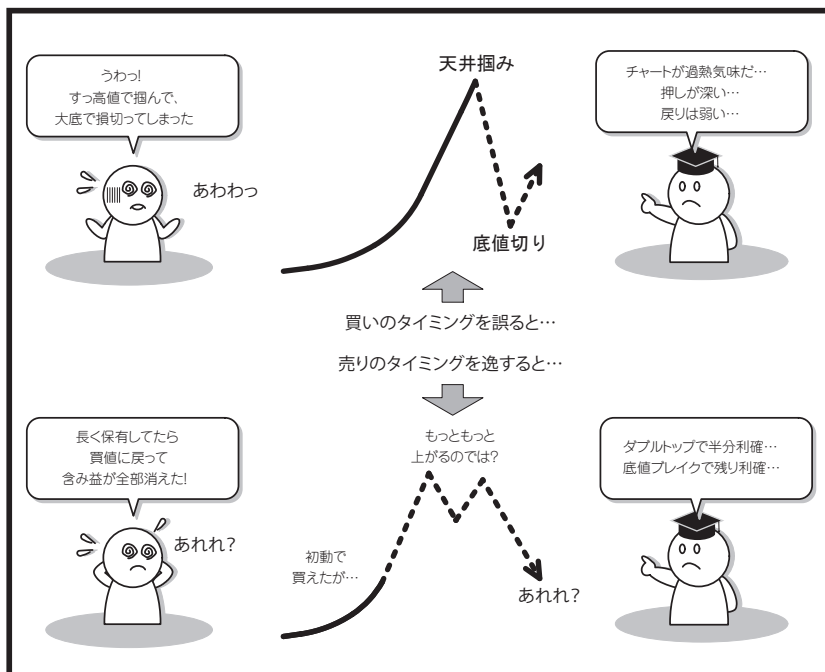 うわっ!
すっ高値で掴んで、
大底で損切ってしまった
あわわっ
天井掴み
底値切り
チャートが過熱気味だ…
押しが深い…
戻りは弱い…
買いのタイミングを誤ると…
売りのタイミングを逸すると…
長く保有してたら
買値に戻って
含み益が全部消えた!
あれれ?
初動で
買えたが…
もっともっと
上がるのでは?
あれれ?
ダブルトップで半分利確…
底値ブレイクで残り利確…